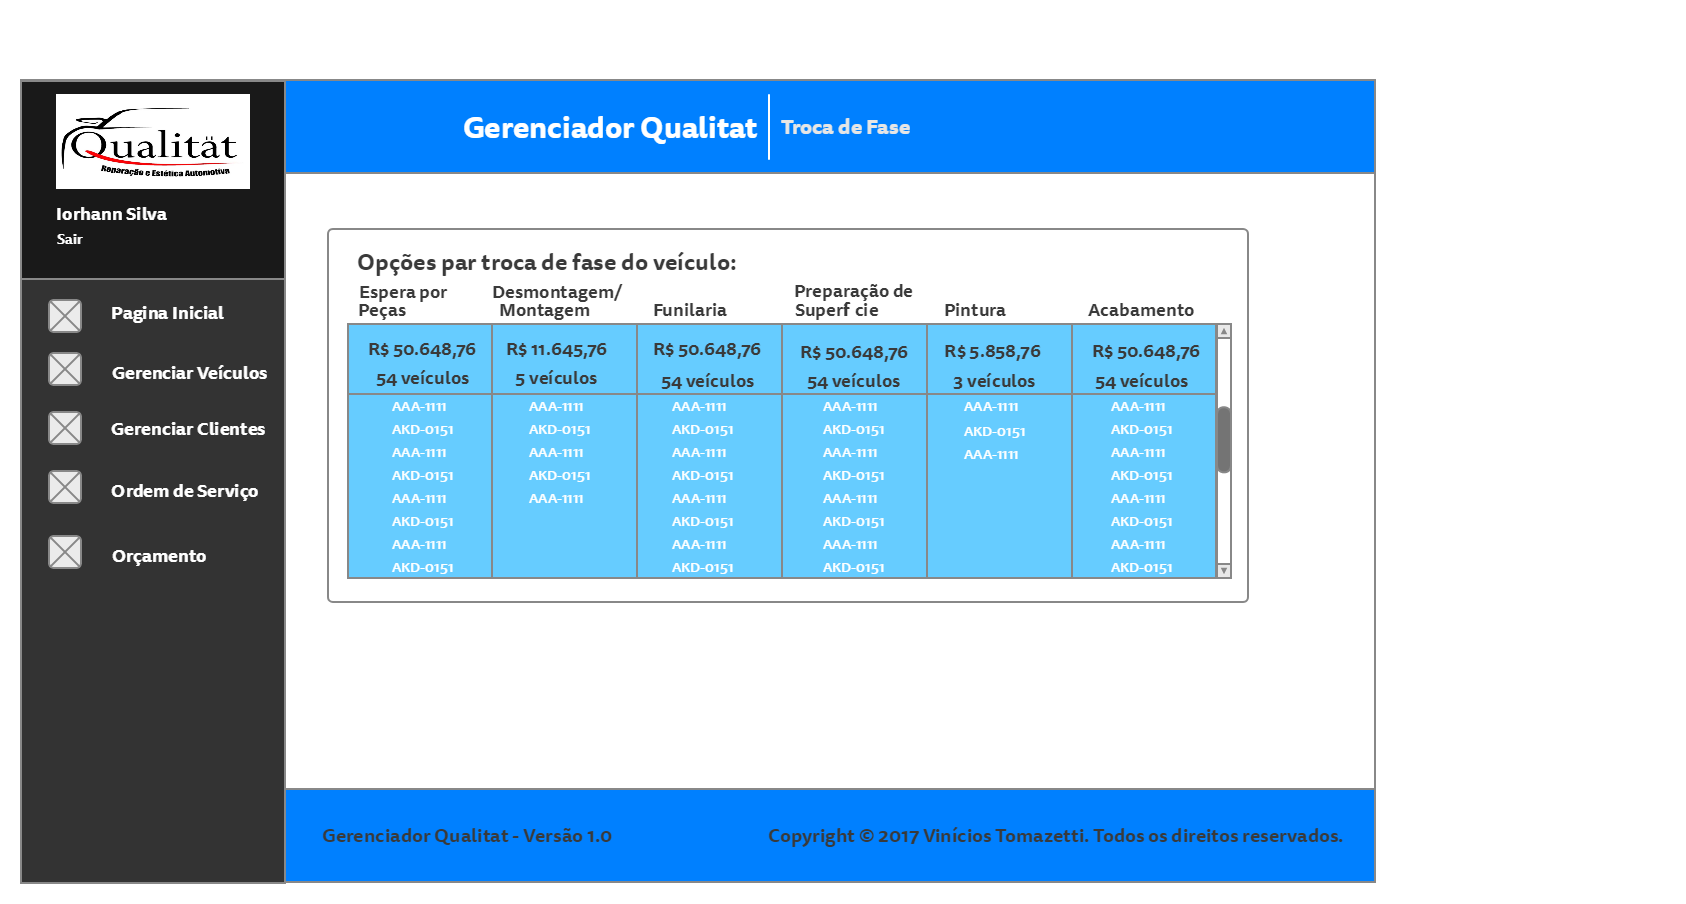 Qualität
Reparação e Estética Automotiva
Iorhann Silva
Sair
Pagina Inicial
Gerenciar Veículos
Gerenciar Clientes
Ordem de Serviço
Orçamento
Gerenciador Qualitat
Troca de Fase
Opções par troca de fase do veículo:
Espera por
Peças
Desmontagem/
Montagem
Funilaria
Preparação de
Superf cie
Pintura
Acabamento
R$ 50.648,76 R$ 11.645,76 R$ 50.648,76 R$ 50.648,76 R$ 5.858,76 R$ 50.648,76
54 veículos 5 veículos 54 veículos 54 veículos 3 veículos 54 veículos
AAA-1111 AAA-1111 AAA-1111 AAA-1111 AAA-1111 AAA-1111
AKD-0151 AKD-0151 AKD-0151 AKD-0151 AKD-0151 AKD-0151
AAA-1111 AAA-1111 AAA-1111 AAA-1111 AAA-1111 AAA-1111
AKD-0151 AKD-0151 AKD-0151 AKD-0151 AKD-0151
AAA-1111 AAA-1111 AAA-1111 AAA-1111 AAA-1111
AKD-0151 AKD-0151 AKD-0151 AKD-0151
AAA-1111 AAA-1111 AAA-1111 AAA-1111
AKD-0151 AKD-0151 AKD-0151 AKD-0151
Gerenciador Qualitat - Versão 1.0
Copyright © 2017 Vinícios Tomazetti. Todos os direitos reservados.